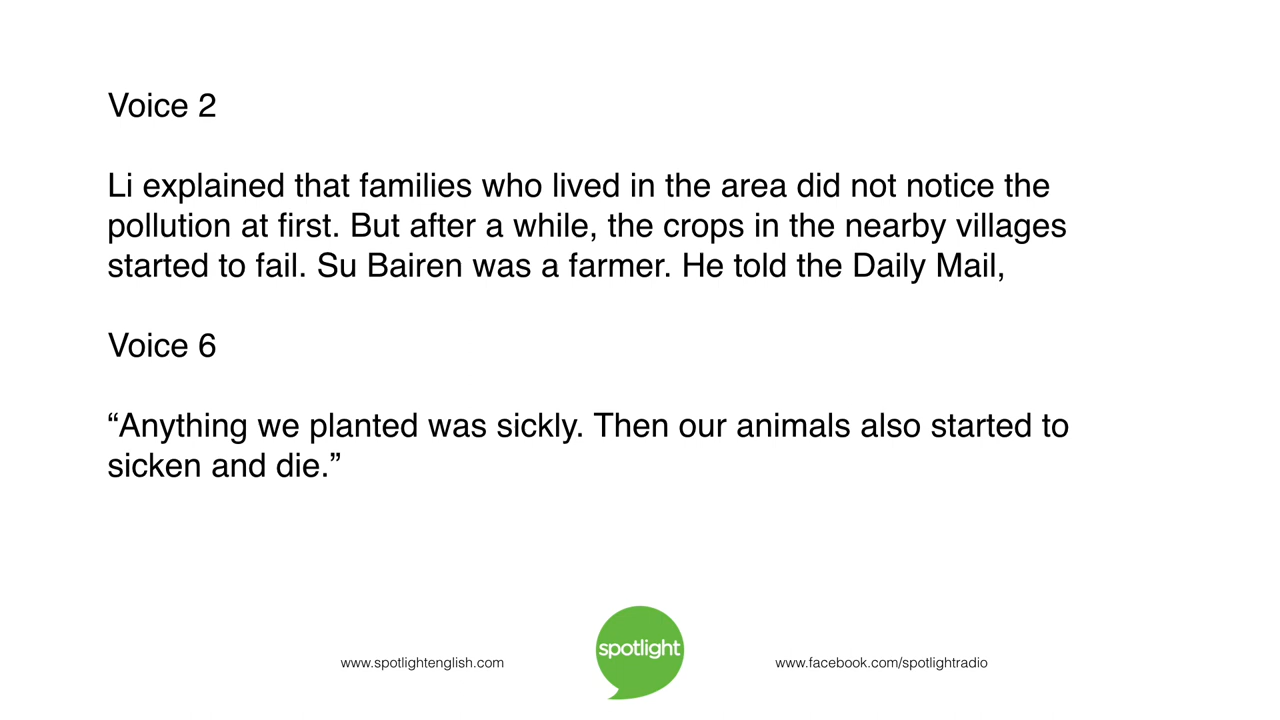 Voice 2
Li explained that families who lived in the area did not notice the
pollution at first. But after a while, the crops in the nearby villages
started to fail. Su Bairen was a farmer. He told the Daily Mail,
Voice 6
“Anything we planted was sickly. Then our animals also started to
sicken and die.”
www.spotlightenglish.com
spotlight
www.facebook.com/spotlightradio